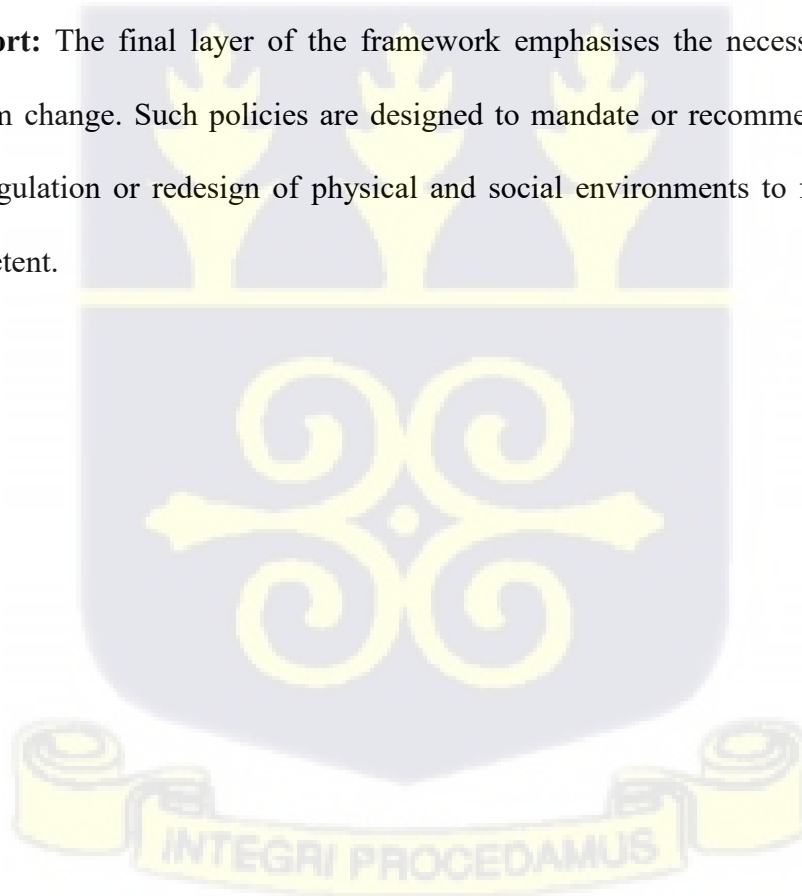 ort: The final layer of the framework emphasises the necess
m change. Such policies are designed to mandate or recomme
gulation or redesign of physical and social environments to
etent.
INTEGRI PROCEDAMUS